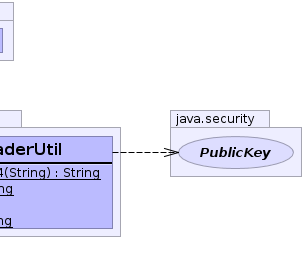 java.security
PublicKey
aderUtil
4(String) : String
ng
ng